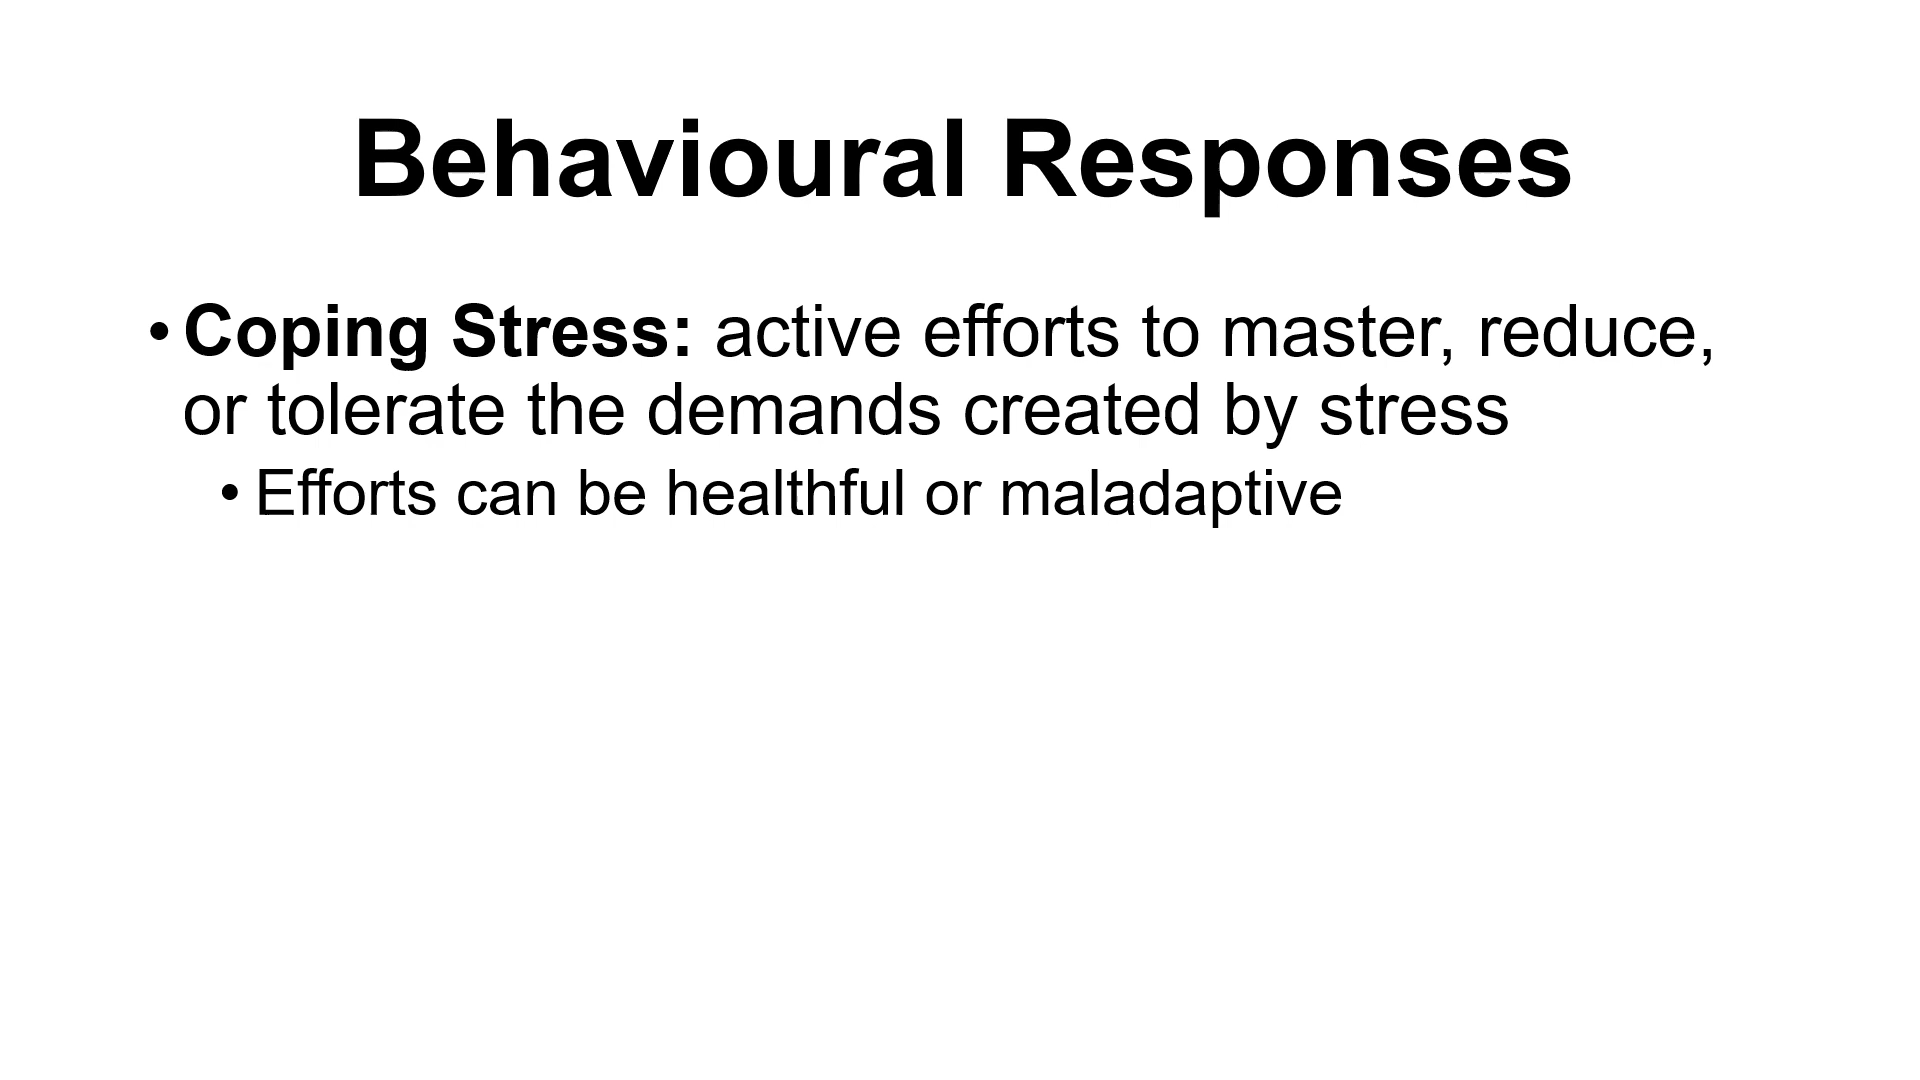 Behavioural Responses
• Coping Stress: active efforts to master, reduce,
or tolerate the demands created by stress
• Efforts can be healthful or maladaptive